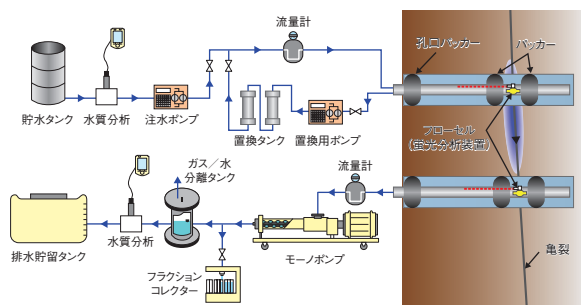 流量計
孔口パッカー
パッカー
貯水タンク
水質分析
注水ポンプ
置換タンク
置換用ポンプ
フローセル
(蛍光分析装置)
ガス／水
分離タンク
流量計
排水貯留タンク
水質分析
モーノポンプ
フラクション
コレクター
亀裂